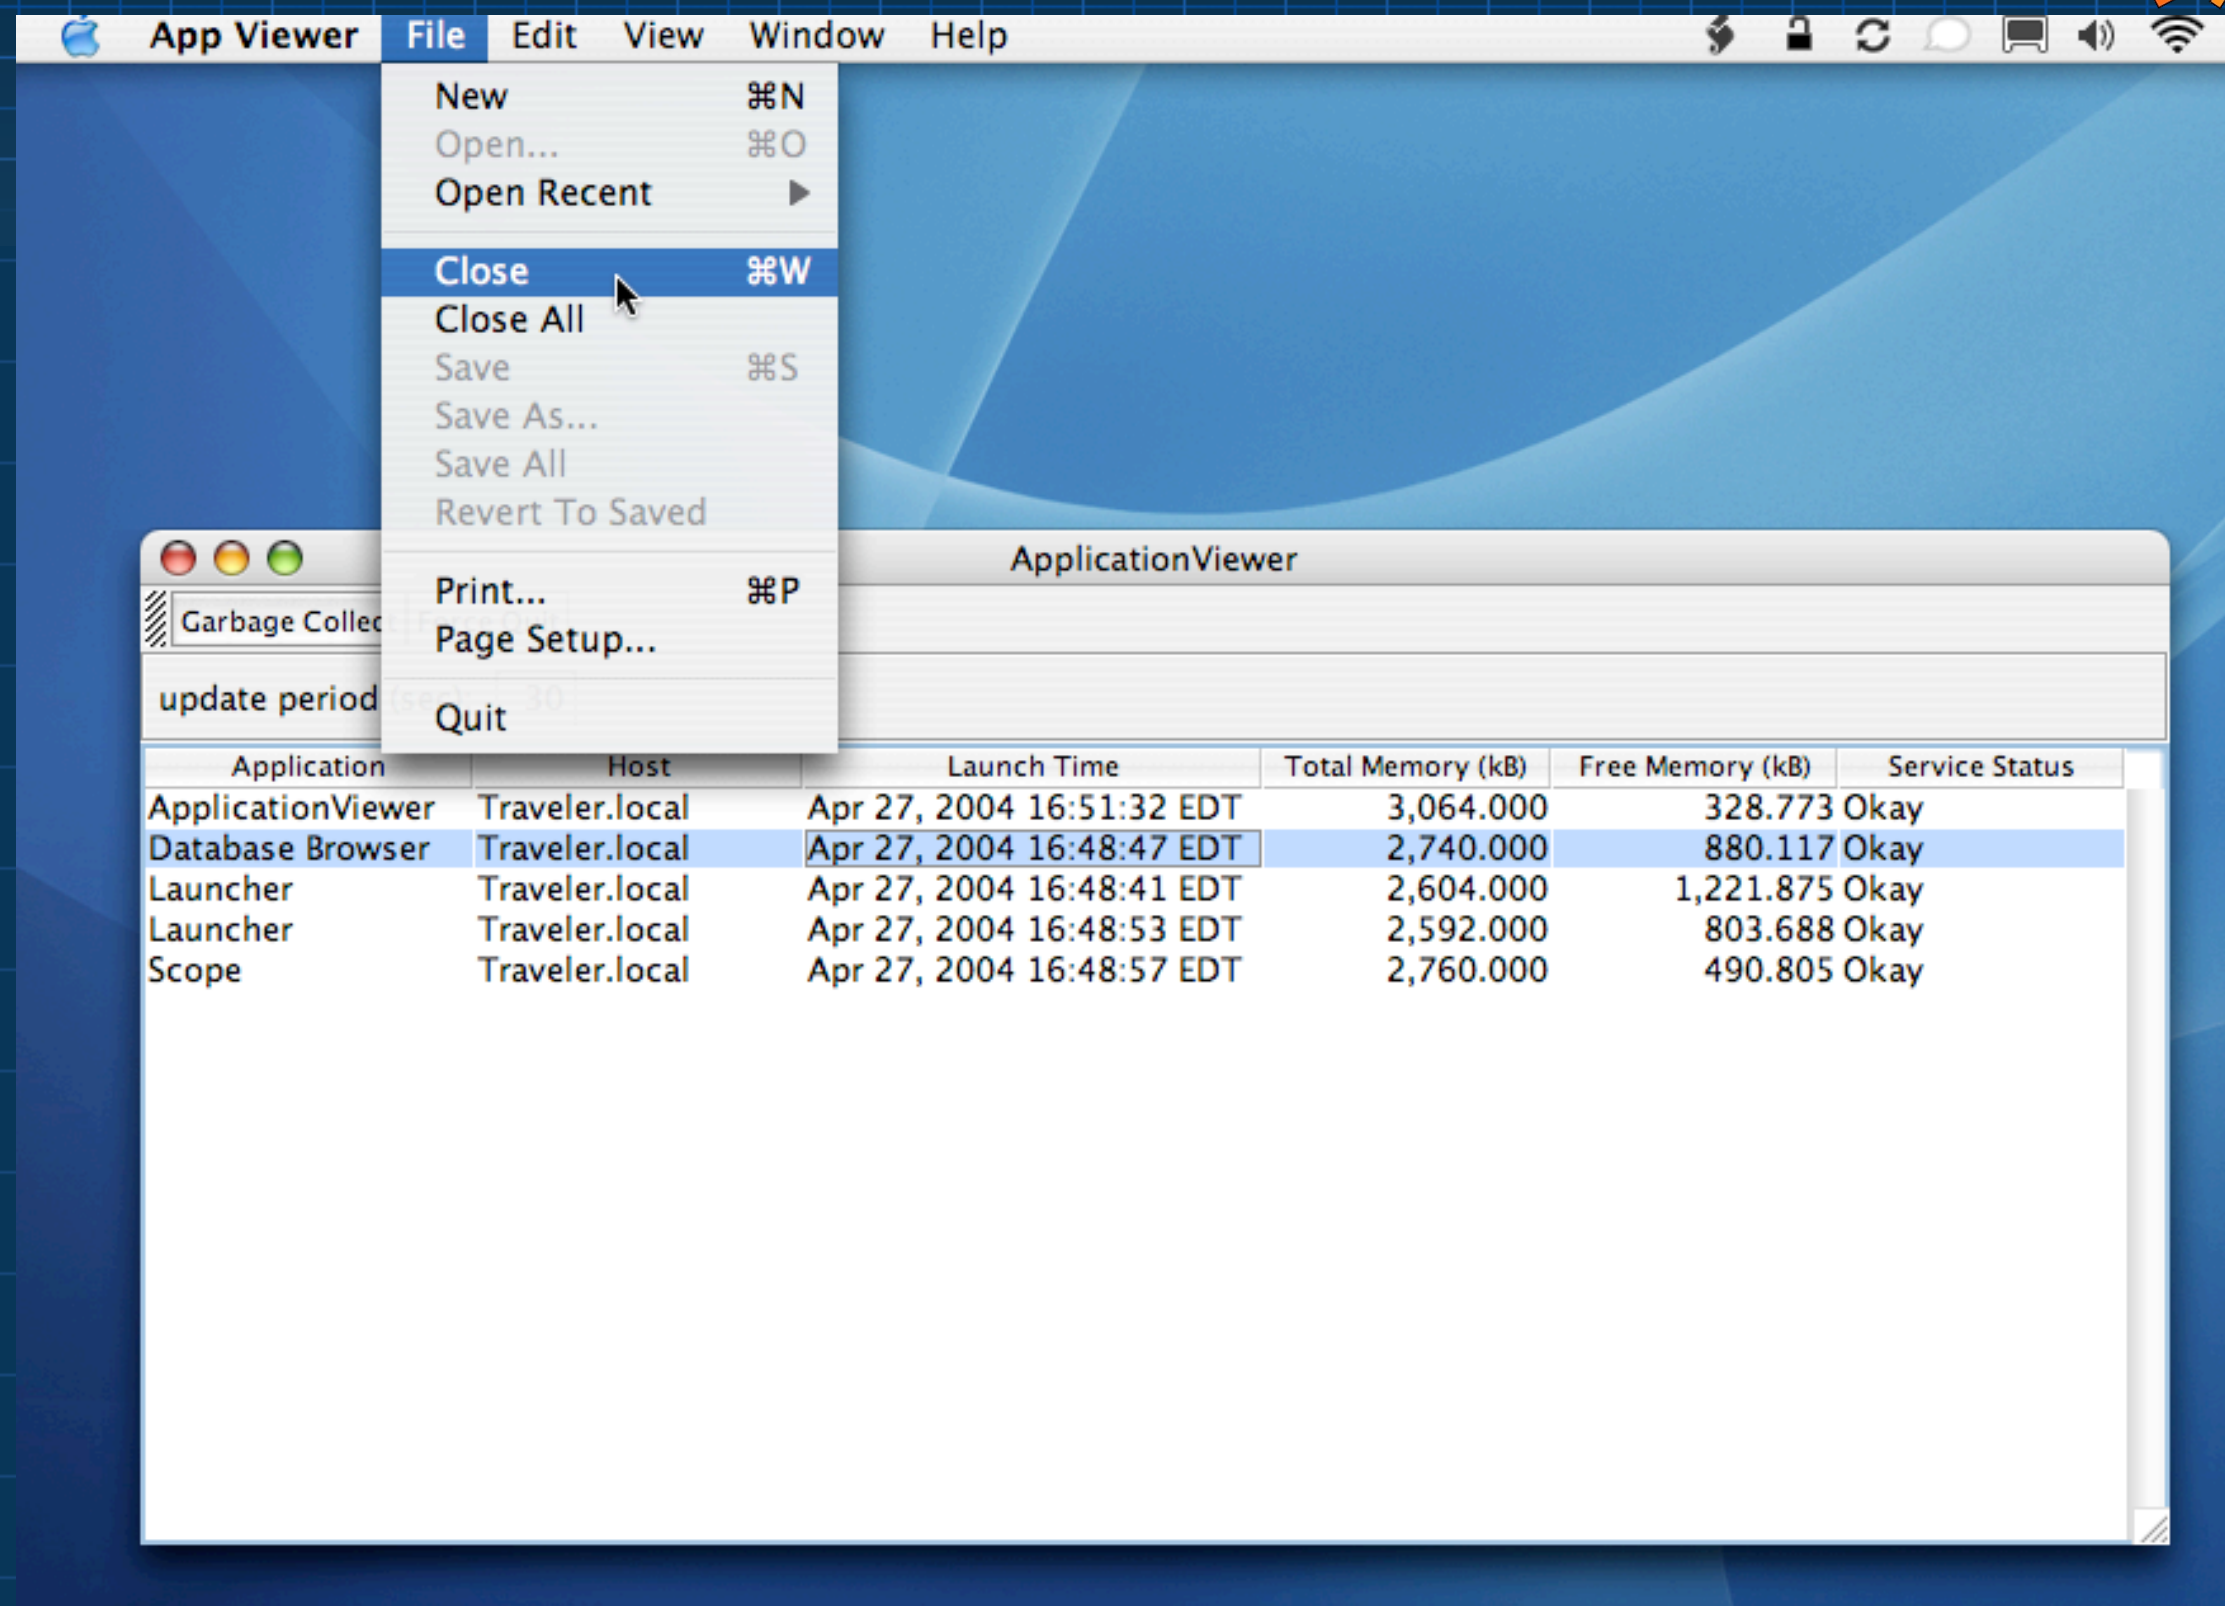 App Viewer File Edit View Window Help
New ⌘N
Open... ⌘O
Open Recent
Close ⌘W
Close All
Save ⌘S
Save As...
Save All
Revert To Saved
Print... ⌘P
Page Setup...
Quit
ApplicationViewer
Garbage Collect Force Quit
update period (sec): 30
Application Host Launch Time Total Memory (kB) Free Memory (kB) Service Status
ApplicationViewer Traveler.local Apr 27, 2004 16:51:32 EDT 3,064.000 328.773 Okay
Database Browser Traveler.local Apr 27, 2004 16:48:47 EDT 2,740.000 880.117 Okay
Launcher Traveler.local Apr 27, 2004 16:48:41 EDT 2,604.000 1,221.875 Okay
Launcher Traveler.local Apr 27, 2004 16:48:53 EDT 2,592.000 803.688 Okay
Scope Traveler.local Apr 27, 2004 16:48:57 EDT 2,760.000 490.805 Okay